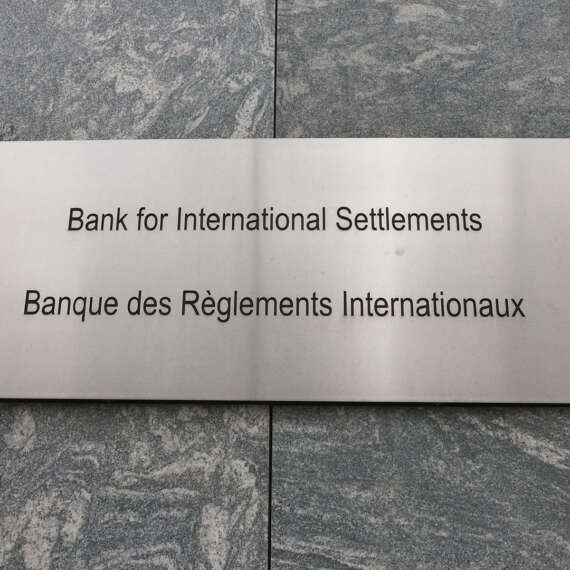 Bank for International Settlements
Banque des Règlements Internationaux